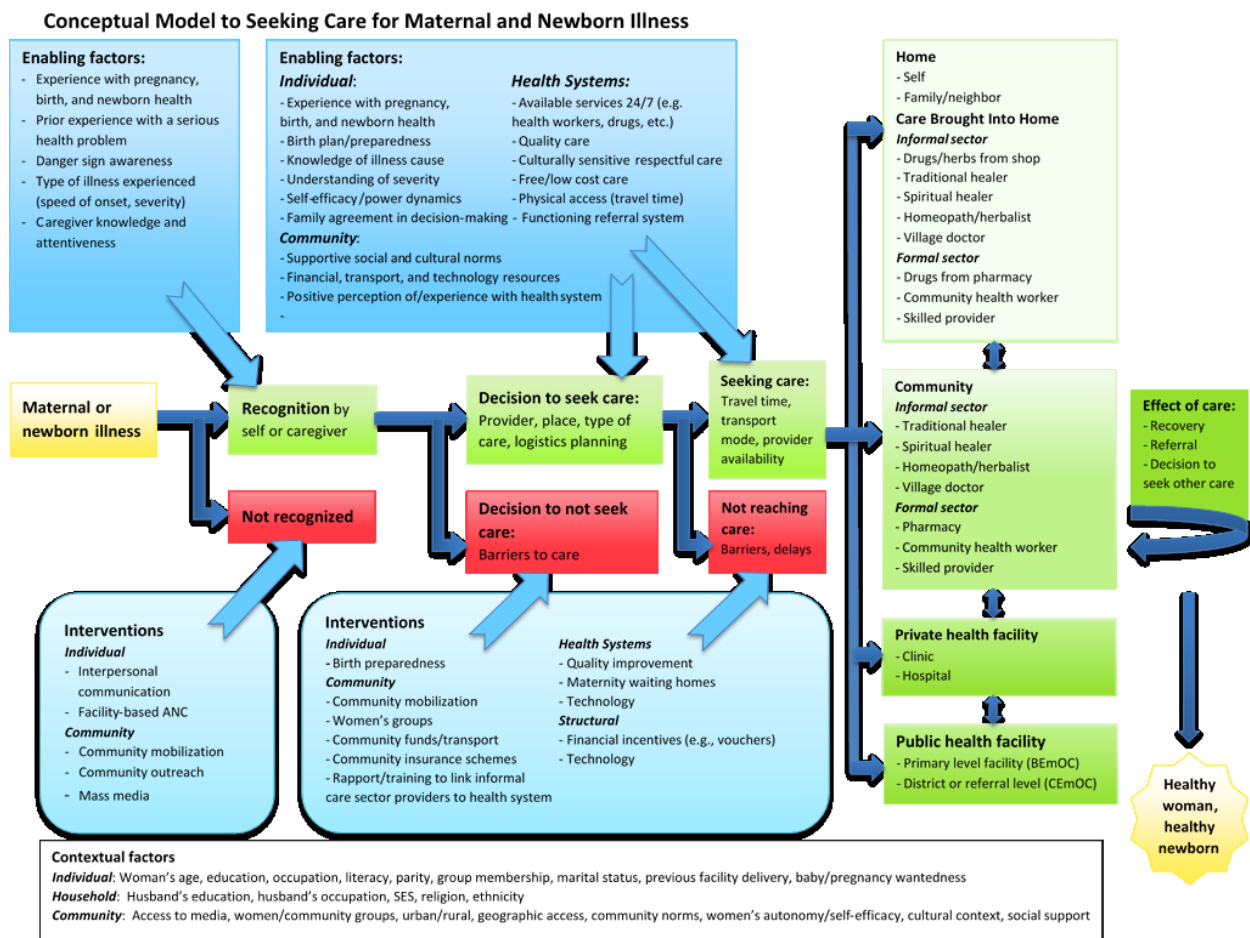 Conceptual Model to Seeking Care for Maternal and Newborn Illness
Enabling factors:
- Experience with pregnancy,
birth, and newborn health
- Prior experience with a serious
health problem
- Danger sign awareness
- Type of illness experienced
(speed of onset, severity)
- Caregiver knowledge and
attentiveness
Enabling factors:
Individual:
- Experience with pregnancy,
birth, and newborn health
- Birth plan/preparedness
- Knowledge of illness cause
- Understanding of severity
- Self-efficacy/power dynamics
- Family agreement in decision-making
Community:
- Supportive social and cultural norms
- Financial, transport, and technology resources
- Positive perception of/experience with health system
-
Health Systems:
- Available services 24/7 (e.g.
health workers, drugs, etc.)
- Quality care
- Culturally sensitive respectful care
- Free/low cost care
- Physical access (travel time)
- Functioning referral system
Maternal or
newborn illness
Recognition by
self or caregiver
Not recognized
Decision to seek care:
Provider, place, type of
care, logistics planning
Decision to not seek
care:
Barriers to care
Seeking care:
Travel time,
transport
mode, provider
availability
Not reaching
care:
Barriers, delays
Home
- Self
- Family/neighbor
Care Brought Into Home
Informal sector
- Drugs/herbs from shop
- Traditional healer
- Spiritual healer
- Homeopath/herbalist
- Village doctor
Formal sector
- Drugs from pharmacy
- Community health worker
- Skilled provider
Community
Informal sector
- Traditional healer
- Spiritual healer
- Homeopath/herbalist
- Village doctor
Formal sector
- Pharmacy
- Community health worker
- Skilled provider
Private health facility
- Clinic
- Hospital
Public health facility
- Primary level facility (BEmOC)
- District or referral level (CEmOC)
Effect of care:
- Recovery
- Referral
- Decision to
seek other care
Healthy
woman,
healthy
newborn
Interventions
Individual
- Interpersonal
communication
- Facility-based ANC
Community
- Community mobilization
- Community outreach
- Mass media
Interventions
Individual
- Birth preparedness
Community
- Community mobilization
- Women's groups
- Community funds/transport
- Community insurance schemes
- Rapport/training to link informal
care sector providers to health system
Health Systems
- Quality improvement
- Maternity waiting homes
- Technology
Structural
- Financial incentives (e.g., vouchers)
- Technology
Contextual factors
Individual: Woman's age, education, occupation, literacy, parity, group membership, marital status, previous facility delivery, baby/pregnancy wantedness
Household: Husband's education, husband's occupation, SES, religion, ethnicity
Community: Access to media, women/community groups, urban/rural, geographic access, community norms, women's autonomy/self-efficacy, cultural context, social support